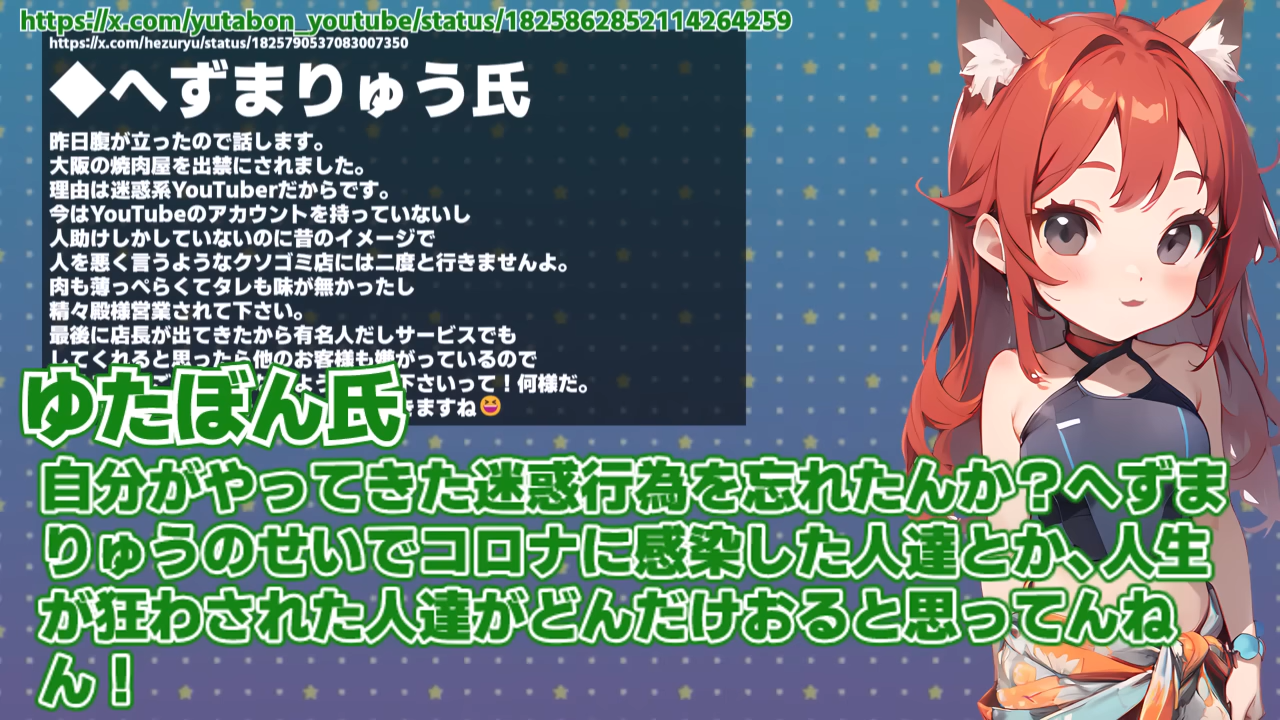 https://x.com/yutabon_youtube/status/1825862852114264259
https://x.com/hezuryu/status/1825790537083007350
◆へずまりゅう氏
昨日腹が立ったので話します。
大阪の焼肉屋を出禁にされました。
理由は迷惑系YouTuberだからです。
今はYouTubeのアカウントを持っていないし
人助けしかしていないのに昔のイメージで
人を悪く言うようなクソゴミ店には二度と行きませんよ。
肉も薄っぺらくてタレも味が無かったし
精々殿様営業されて下さい。
最後に店長が出てきたから有名人だしサービスでも
してくれると思ったら他のお客様も嫌がっているので
下さいって！何様だ。
きますね😆
ゆたぼん氏
自分がやってきた迷惑行為を忘れたんか？へずま
りゅうのせいでコロナに感染した人達とか、人生
が狂わされた人達がどんだけおると思ってんね
ん！